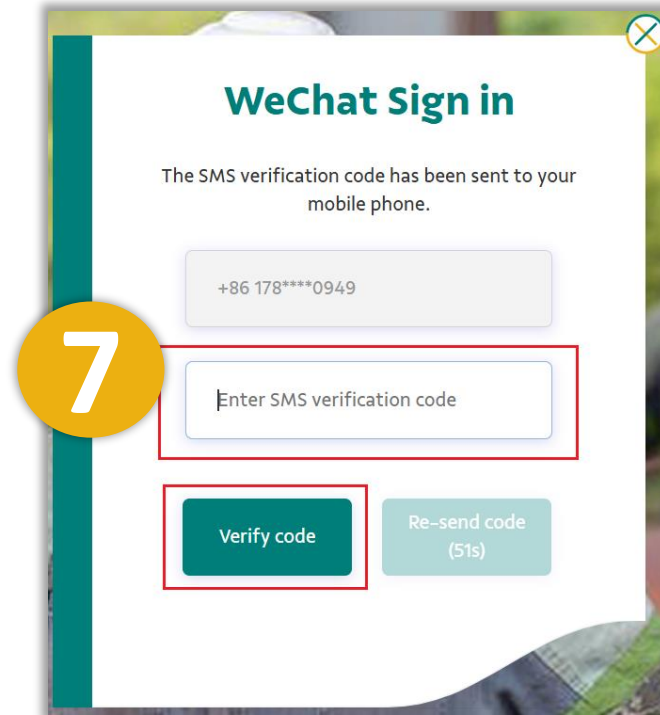 WeChat Sign in
The SMS verification code has been sent to your
mobile phone.
+86 178****0949
7
Enter SMS verification code
Verify code
Re-send code
(51s)